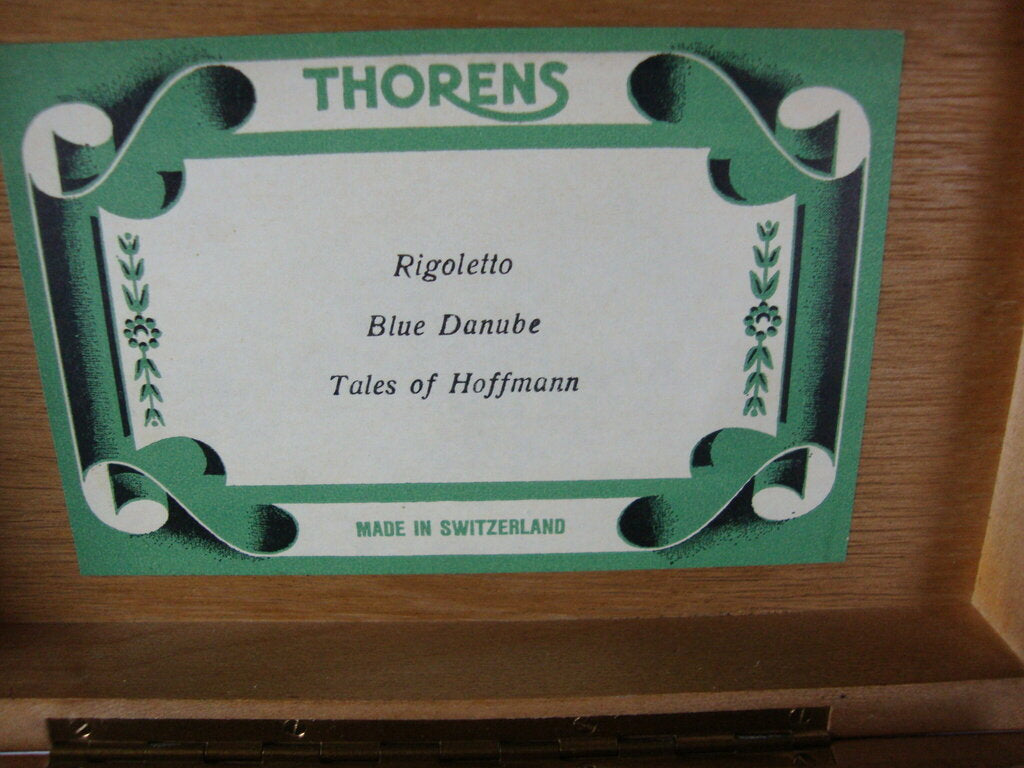 THORENS
Rigoletto
Blue Danube
Tales of Hoffmann
MADE IN SWITZERLAND